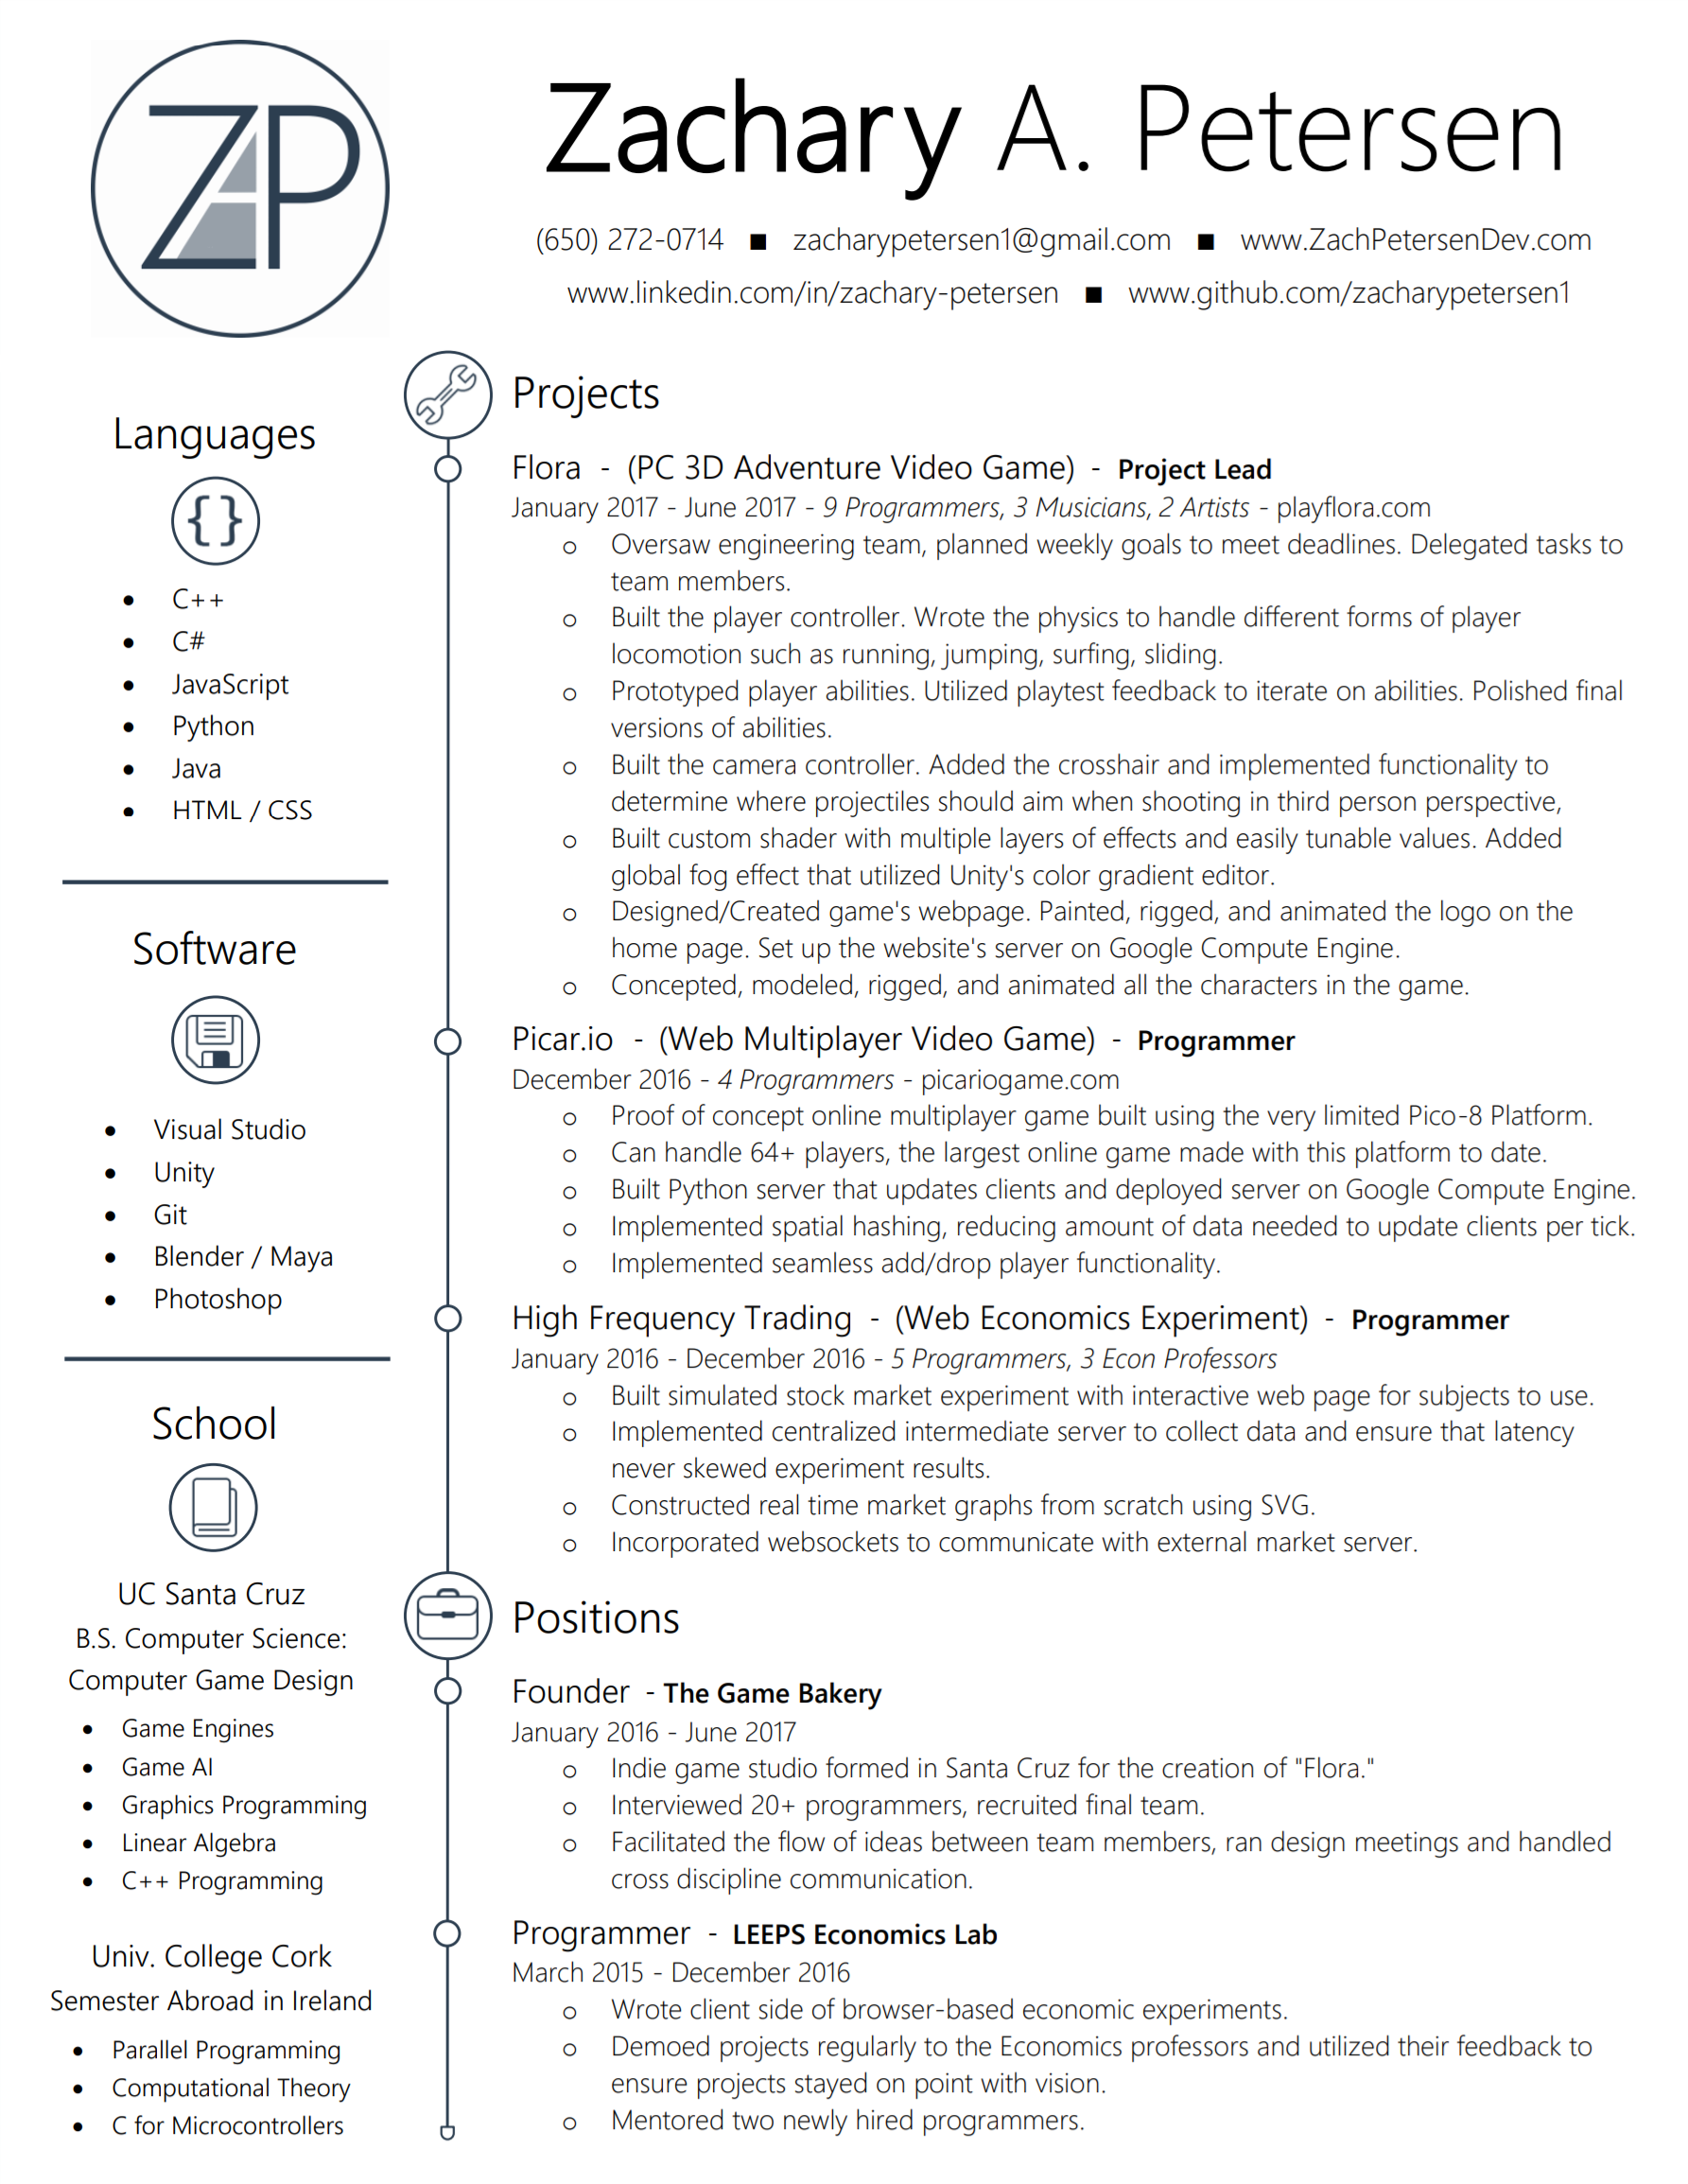 ZAP
Zachary A. Petersen
(650) 272-0714 ■ zacharypetersen1@gmail.com ■ www.ZachPetersenDev.com
www.linkedin.com/in/zachary-petersen ■ www.github.com/zacharypetersen1
Languages
{}
• C++
• C#
• JavaScript
• Python
• Java
• HTML / CSS
Software
• Visual Studio
• Unity
• Git
• Blender / Maya
• Photoshop
School
UC Santa Cruz
B.S. Computer Science:
Computer Game Design
• Game Engines
• Game AI
• Graphics Programming
• Linear Algebra
• C++ Programming
Univ. College Cork
Semester Abroad in Ireland
• Parallel Programming
• Computational Theory
• C for Microcontrollers
Projects
Flora - (PC 3D Adventure Video Game) - Project Lead
January 2017 - June 2017 - 9 Programmers, 3 Musicians, 2 Artists - playflora.com
o Oversaw engineering team, planned weekly goals to meet deadlines. Delegated tasks to
team members.
o Built the player controller. Wrote the physics to handle different forms of player
locomotion such as running, jumping, surfing, sliding.
o Prototyped player abilities. Utilized playtest feedback to iterate on abilities. Polished final
versions of abilities.
o Built the camera controller. Added the crosshair and implemented functionality to
determine where projectiles should aim when shooting in third person perspective,
o Built custom shader with multiple layers of effects and easily tunable values. Added
global fog effect that utilized Unity's color gradient editor.
o Designed/Created game's webpage. Painted, rigged, and animated the logo on the
home page. Set up the website's server on Google Compute Engine.
o Concepted, modeled, rigged, and animated all the characters in the game.
Picar.io - (Web Multiplayer Video Game) - Programmer
December 2016 - 4 Programmers - picariogame.com
o Proof of concept online multiplayer game built using the very limited Pico-8 Platform.
o Can handle 64+ players, the largest online game made with this platform to date.
o Built Python server that updates clients and deployed server on Google Compute Engine.
o Implemented spatial hashing, reducing amount of data needed to update clients per tick.
o Implemented seamless add/drop player functionality.
High Frequency Trading - (Web Economics Experiment) - Programmer
January 2016 - December 2016 - 5 Programmers, 3 Econ Professors
o Built simulated stock market experiment with interactive web page for subjects to use.
o Implemented centralized intermediate server to collect data and ensure that latency
never skewed experiment results.
o Constructed real time market graphs from scratch using SVG.
o Incorporated websockets to communicate with external market server.
Positions
Founder - The Game Bakery
January 2016 - June 2017
o Indie game studio formed in Santa Cruz for the creation of "Flora."
o Interviewed 20+ programmers, recruited final team.
o Facilitated the flow of ideas between team members, ran design meetings and handled
cross discipline communication.
Programmer - LEEPS Economics Lab
March 2015 - December 2016
o Wrote client side of browser-based economic experiments.
o Demoed projects regularly to the Economics professors and utilized their feedback to
ensure projects stayed on point with vision.
o Mentored two newly hired programmers.